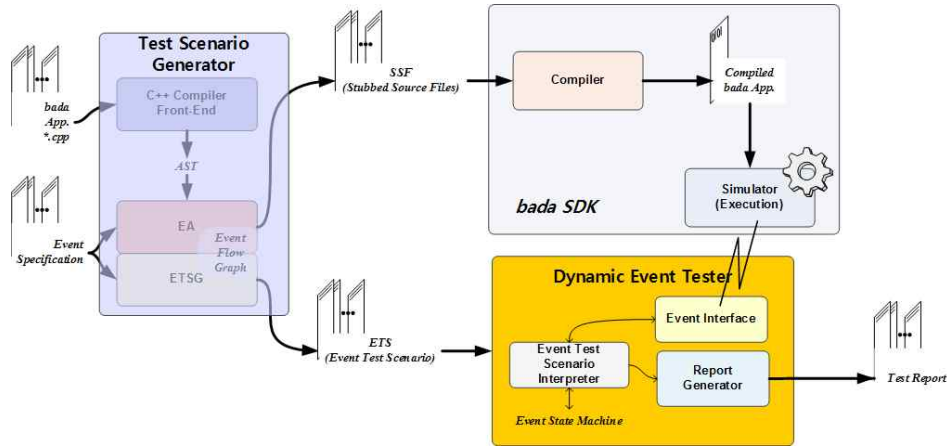 Test Scenario
Generator
bada
App.
*.cpp
C++ Compiler
Front-End
AST
Event
Specification
EA
Event
Flow
Graph
ETSG
SSF
(Stubbed Source Files)
ETS
(Event Test Scenario)
Compiler
Compiled
bada App.
Simulator
(Execution)
bada SDK
Dynamic Event Tester
Event Interface
Event Test
Scenario
Interpreter
Report
Generator
Event State Machine
Test Report